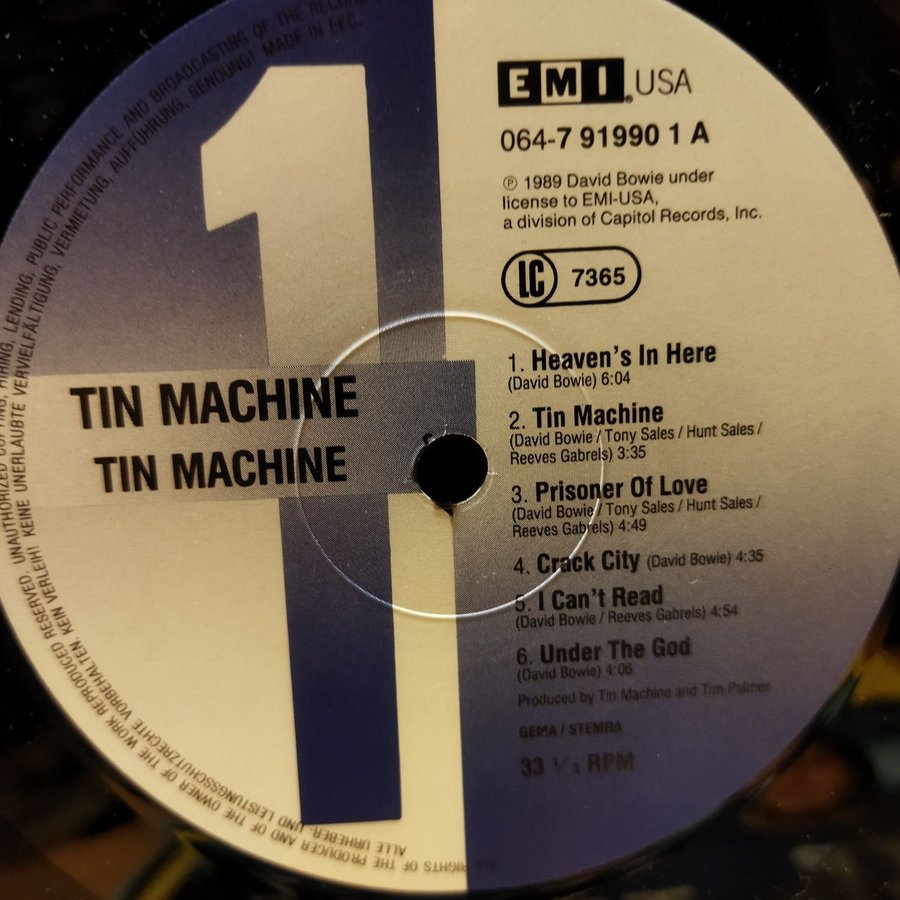 EMI USA
064-7 91990 1 A
℗ 1989 David Bowie under
license to EMI-USA,
a division of Capitol Records, Inc.
LC 7365
1. Heaven's In Here
(David Bowie) 6:04
2. Tin Machine
(David Bowie / Tony Sales / Hunt Sales /
Reeves Gabrels) 3:35
3. Prisoner Of Love
(David Bowie / Tony Sales / Hunt Sales /
Reeves Gabrels) 4:49
4. Crack City (David Bowie) 4:35
5. I Can't Read
(David Bowie / Reeves Gabrels) 4:54
6. Under The God
(David Bowie) 4:06
Produced by Tin Machine and Tim Palmer
GEMA / STEMRA
33 1/3 RPM
1
TIN MACHINE
TIN MACHINE
RIGHTS OF THE PRODUCER AND OF THE OWNER OF THE WORK REPRODUCED RESERVED. UNAUTHORIZED COPYING, HIRING, LENDING, PUBLIC PERFORMANCE AND BROADCASTING OF THE RECORD
ALLE URHEBER- UND LEISTUNGSSCHUTZRECHTE VORBEHALTEN. KEIN VERLEIH! KEINE UNERLAUBTE VERVIELFÄLTIGUNG, VERMIETUNG, AUFFÜHRUNG, SENDUNG! MADE IN EEC.